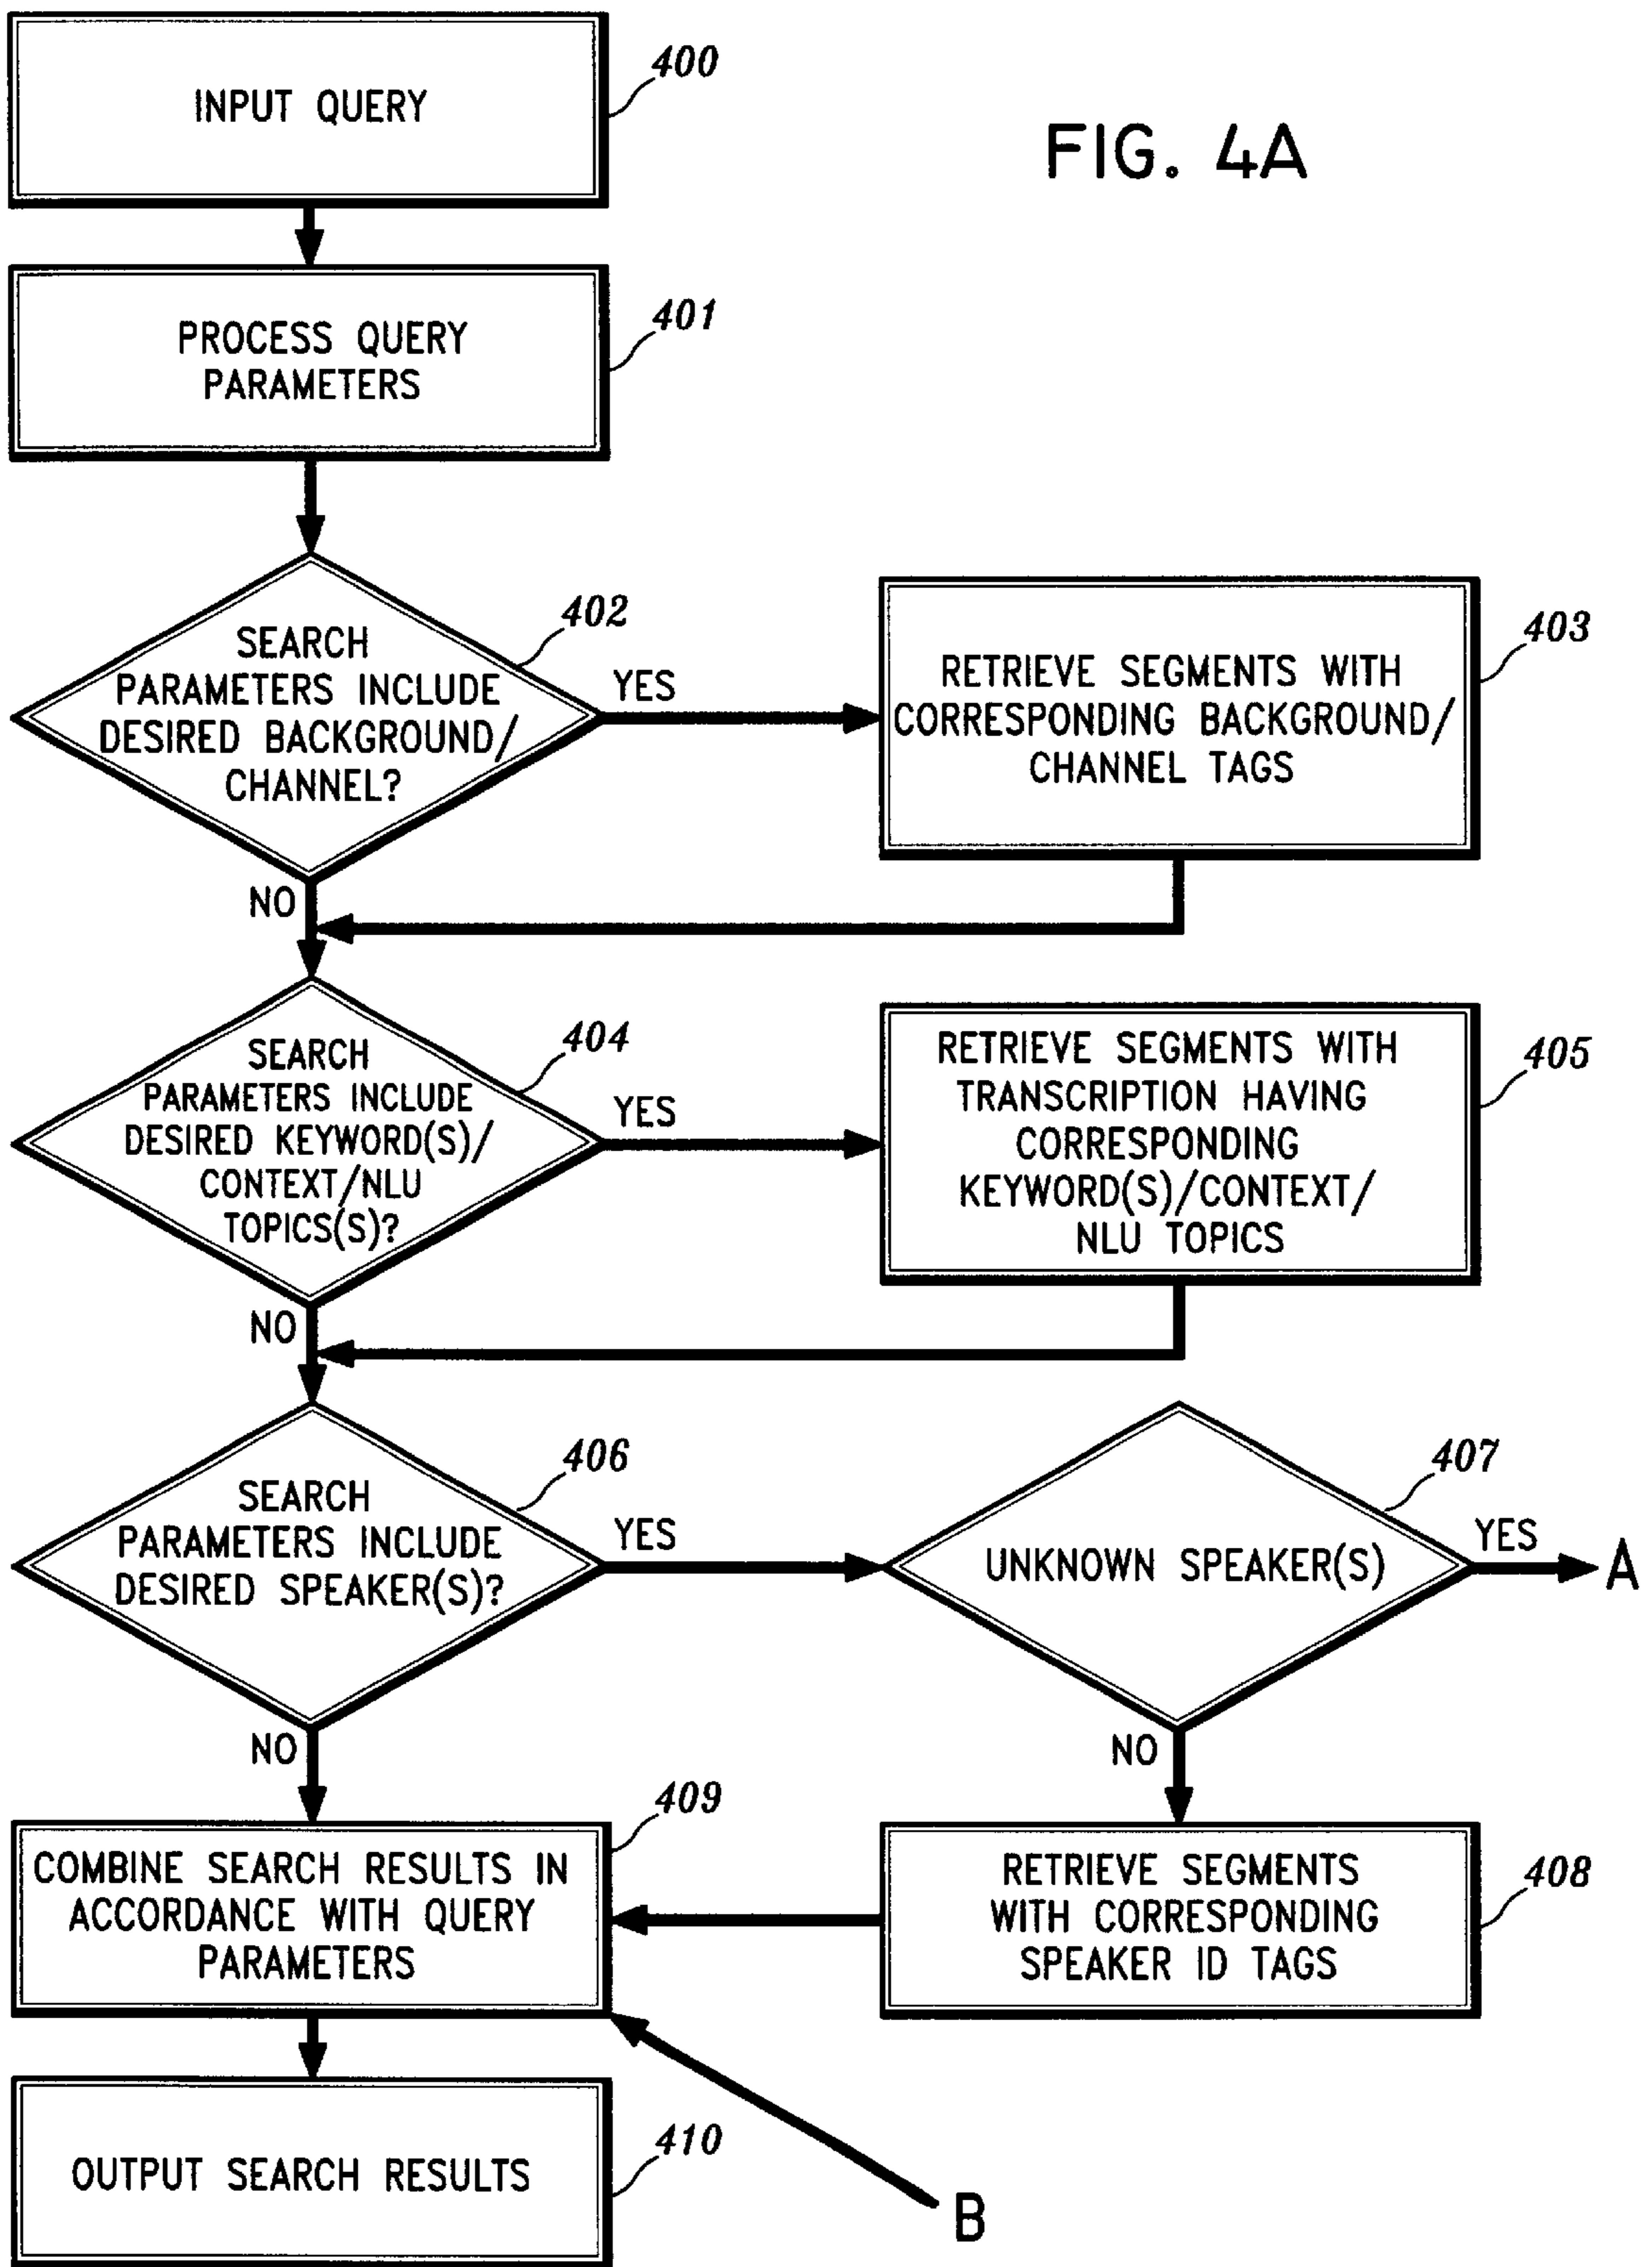 400
INPUT QUERY
FIG. 4A
401
PROCESS QUERY
PARAMETERS
402
SEARCH
PARAMETERS INCLUDE
DESIRED BACKGROUND/
CHANNEL?
YES
NO
403
RETRIEVE SEGMENTS WITH
CORRESPONDING BACKGROUND/
CHANNEL TAGS
404
SEARCH
PARAMETERS INCLUDE
DESIRED KEYWORD(S)/
CONTEXT/NLU
TOPICS(S)?
YES
NO
405
RETRIEVE SEGMENTS WITH
TRANSCRIPTION HAVING
CORRESPONDING
KEYWORD(S)/CONTEXT/
NLU TOPICS
406
SEARCH
PARAMETERS INCLUDE
DESIRED SPEAKER(S)?
YES
NO
407
UNKNOWN SPEAKER(S)
YES
A
NO
409
COMBINE SEARCH RESULTS IN
ACCORDANCE WITH QUERY
PARAMETERS
408
RETRIEVE SEGMENTS
WITH CORRESPONDING
SPEAKER ID TAGS
410
OUTPUT SEARCH RESULTS
B